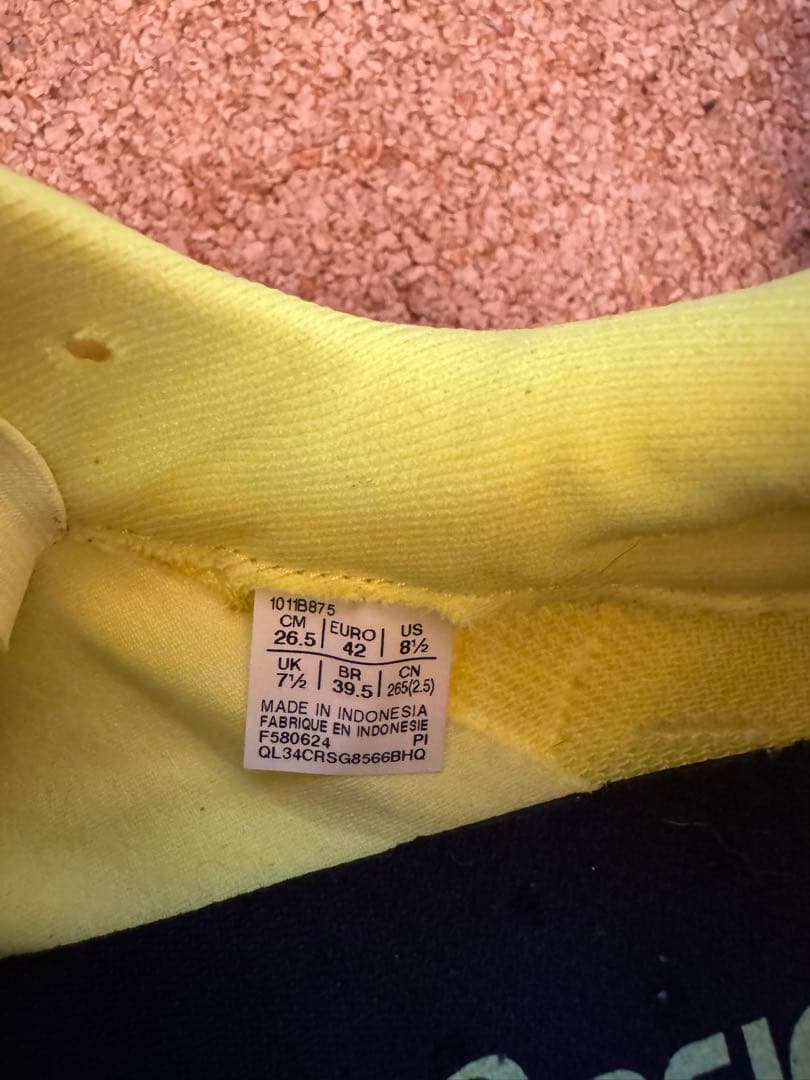 1011B875
CM 26.5 EURO 42 US 8½
UK 7½ BR 39.5 CN 265(2.5)
MADE IN INDONESIA
FABRIQUE EN INDONESIE
F580624 PI
QL34CRSG8566BHQ